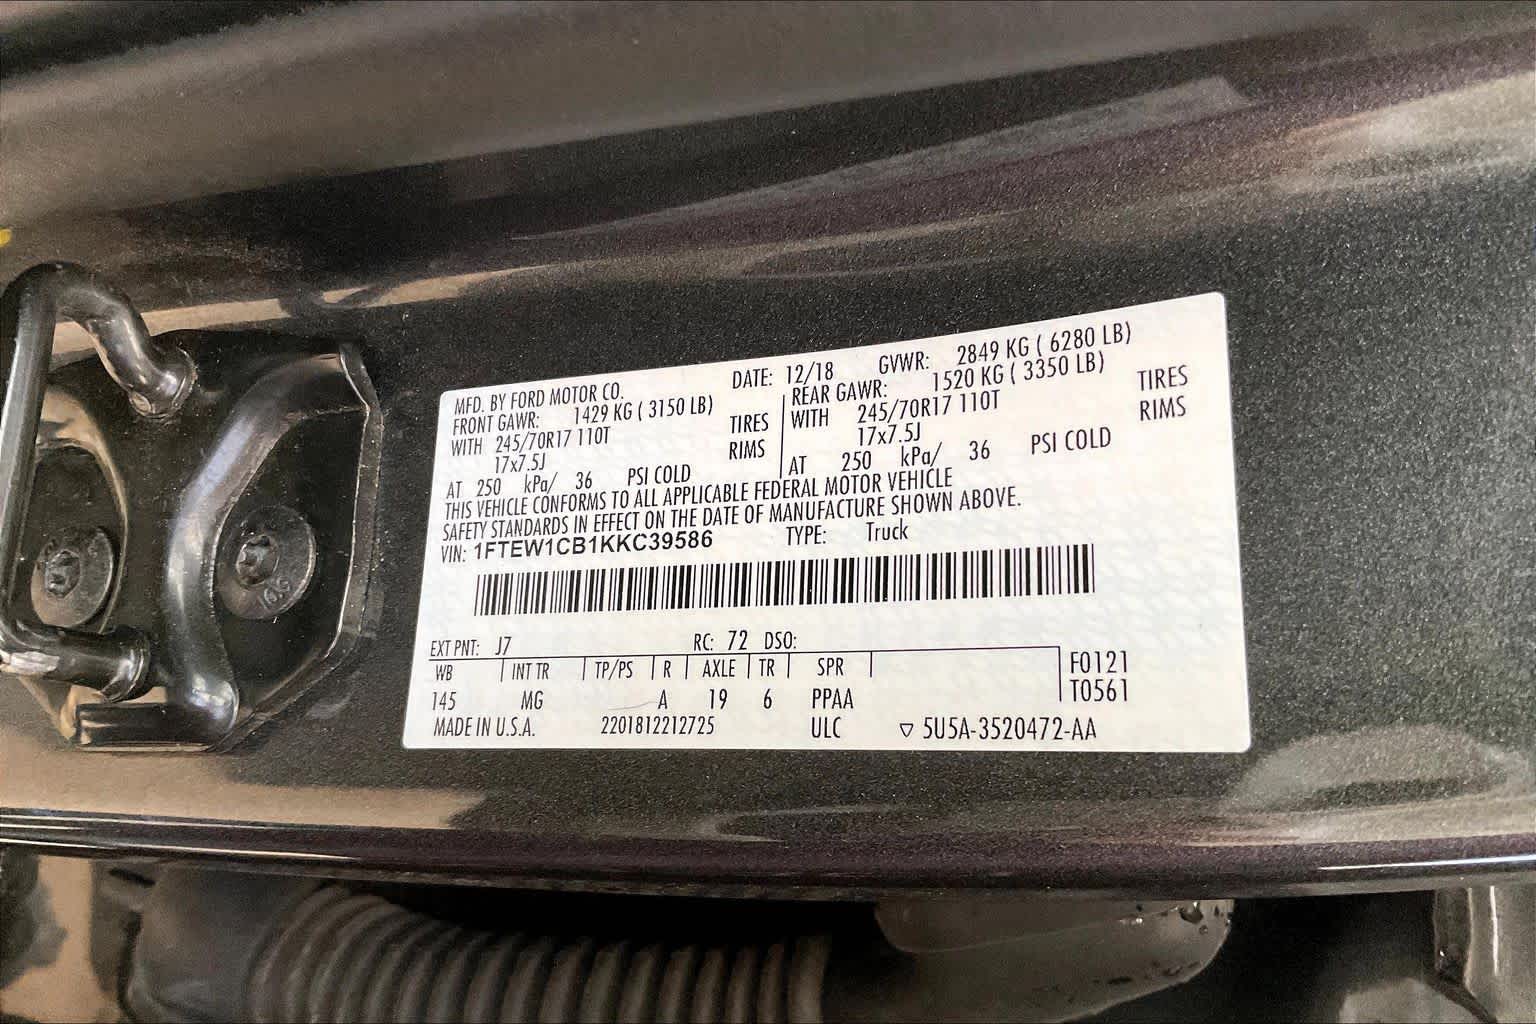 MFD. BY FORD MOTOR CO. DATE: 12/18 GVWR: 2849 KG ( 6280 LB)
FRONT GAWR: 1429 KG ( 3150 LB) REAR GAWR: 1520 KG ( 3350 LB)
WITH 245/70R17 110T TIRES WITH 245/70R17 110T TIRES
17x7.5J RIMS 17x7.5J RIMS
AT 250 kPa/ 36 PSI COLD AT 250 kPa/ 36 PSI COLD
THIS VEHICLE CONFORMS TO ALL APPLICABLE FEDERAL MOTOR VEHICLE
SAFETY STANDARDS IN EFFECT ON THE DATE OF MANUFACTURE SHOWN ABOVE.
VIN: 1FTEW1CB1KKC39586 TYPE: Truck
EXT PNT: J7 RC: 72 DSO:
WB INT TR TP/PS R AXLE TR SPR F0121
145 MG A 19 6 PPAA T0561
MADE IN U.S.A. 2201812212725 ULC ▽ 5U5A-3520472-AA
10.9